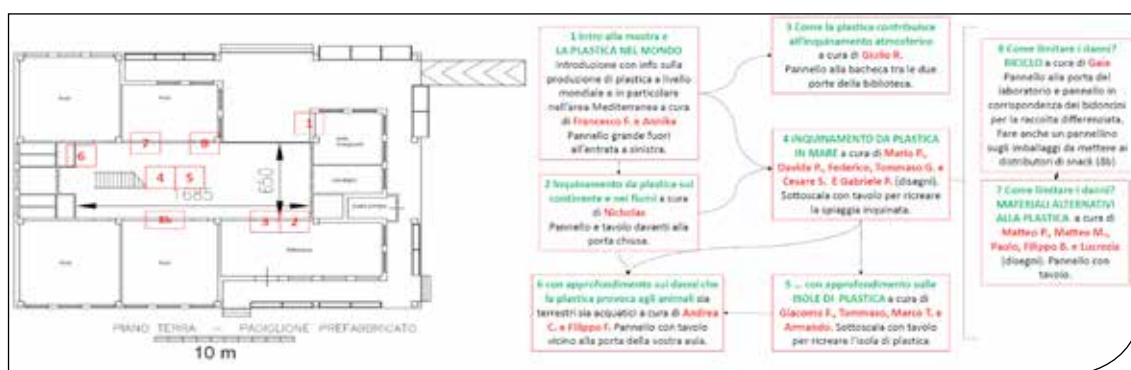 1
7
8
6
4
5
1685
650
8b
3
2
PIANO TERRA – PADIGLIONE PREFABBRICATO
10 m
1 Intro alla mostra e
LA PLASTICA NEL MONDO
Introduzione con info sulla
produzione di plastica a livello
mondiale e in particolare
nell'area Mediterranea a cura
di Francesco F. e Annika
Pannello grande fuori
all'entrata a sinistra.
2 Inquinamento da plastica sul
continente e nei fiumi a cura
di Nicholas
Pannello e tavolo davanti alla
porta chiusa.
3 Come la plastica contribuisce
all'inquinamento atmosferico
a cura di Giulio R.
Pannello alla bacheca tra le due
porte della biblioteca.
4 INQUINAMENTO DA PLASTICA
IN MARE a cura di Mario P.,
Davide P., Federico, Tommaso G. e
Cesare S. E Gabriele P. (disegni).
Sottoscala con tavolo per ricreare
la spiaggia inquinata.
6 con approfondimento sui danni che
la plastica provoca agli animali sia
terrestri sia acquatici a cura di Andrea
C. e Filippo F. Pannello con tavolo
vicino alla porta della vostra aula.
5 ... con approfondimento sulle
ISOLE DI PLASTICA a cura di
Giacomo F., Tommaso, Marco T. e
Armando. Sottoscala con tavolo
per ricreare l'isola di plastica
8 Come limitare i danni?
RICICLO a cura di Gaia
Pannello alla porta del
laboratorio e pannello in
corrispondenza dei bidoncini
per la raccolta differenziata.
Fare anche un pannellino
sugli imballaggi da mettere ai
distributori di snack (8b)
7 Come limitare i danni?
MATERIALI ALTERNATIVI
ALLA PLASTICA a cura di
Matteo P., Matteo M.,
Paolo, Filippo B. e Lucrezia
(disegni). Pannello con
tavolo.